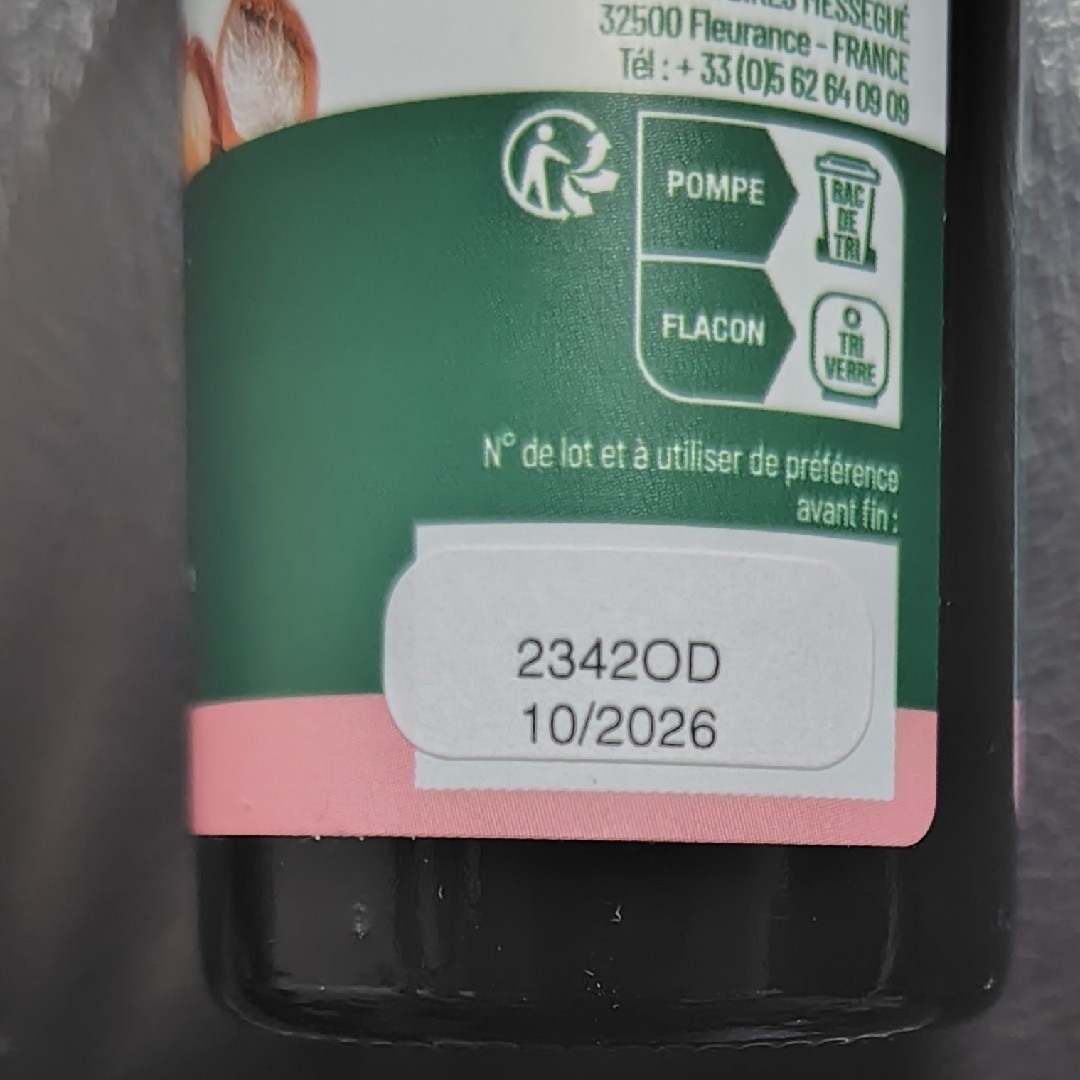 MESSEGUÉ
32500 Fleurance - FRANCE
Tél : + 33 (0)5 62 64 09 09
POMPE
BAC
DE
TRI
FLACON
TRI
VERRE
N° de lot et à utiliser de préférence
avant fin :
2342OD
10/2026